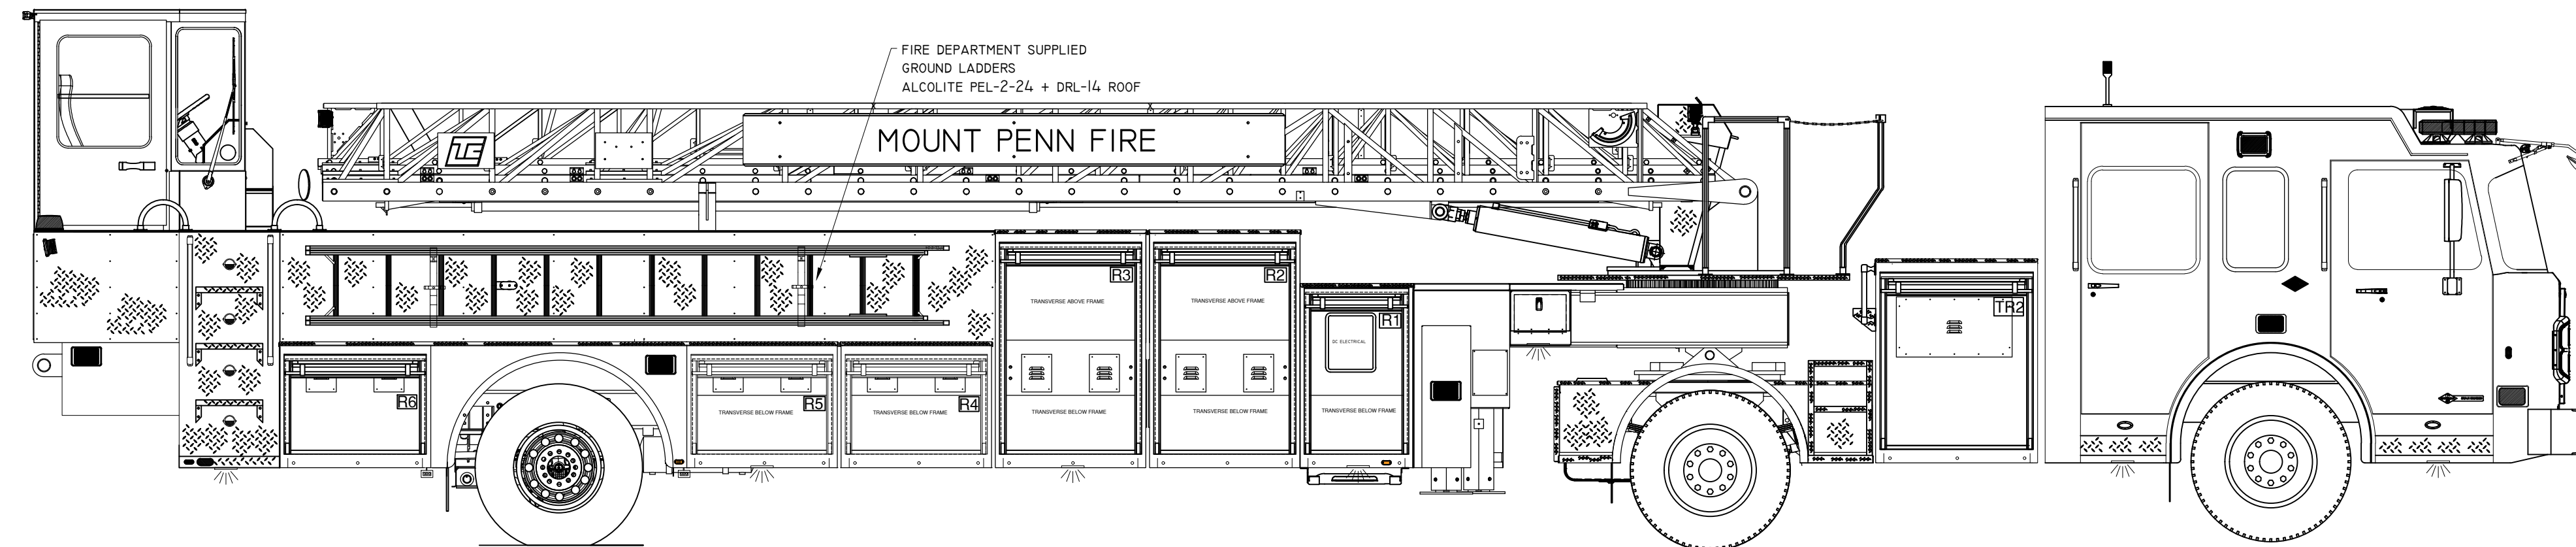 FIRE DEPARTMENT SUPPLIED
GROUND LADDERS
ALCOLITE PEL-2-24 + DRL-14 ROOF
MOUNT PENN FIRE
R3
TRANSVERSE ABOVE FRAME
TRANSVERSE BELOW FRAME
R2
TRANSVERSE ABOVE FRAME
TRANSVERSE BELOW FRAME
R1
DC ELECTRICAL
TRANSVERSE BELOW FRAME
TR2
R6
R5
TRANSVERSE BELOW FRAME
R4
TRANSVERSE BELOW FRAME